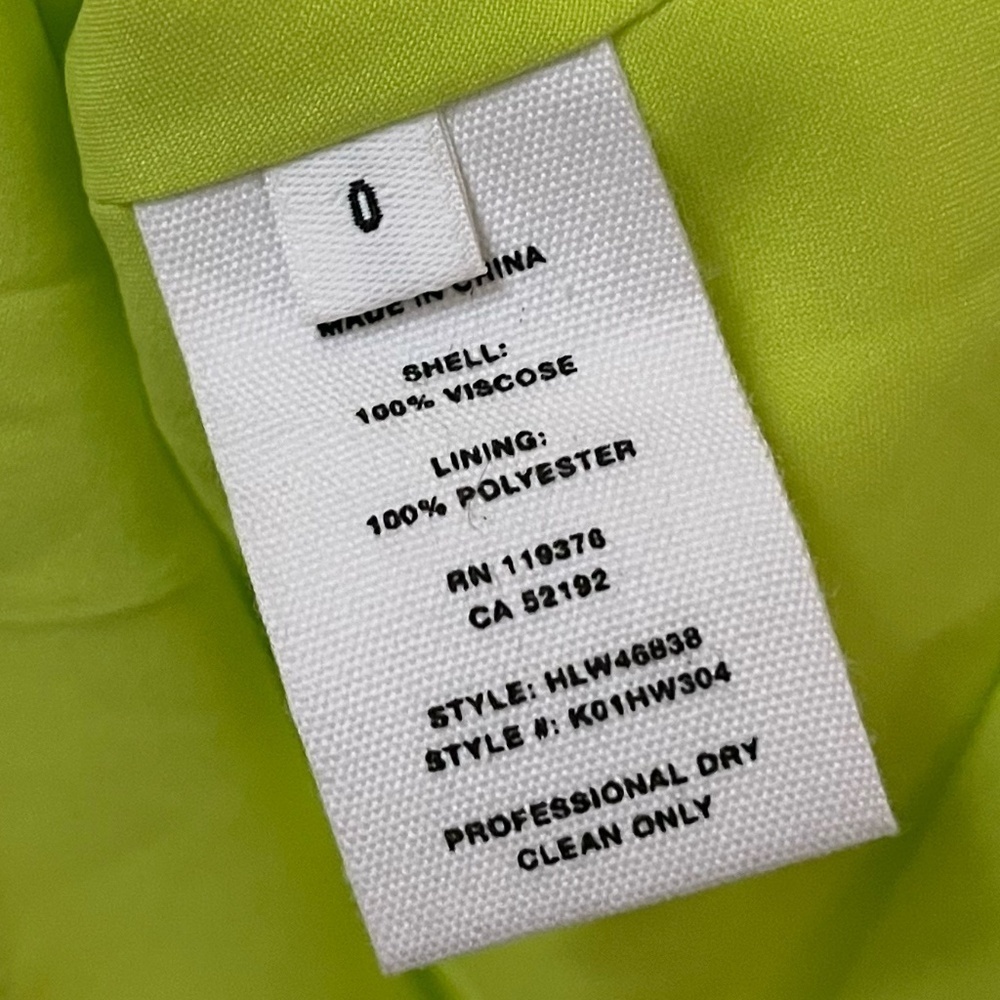 0
MADE IN CHINA
SHELL:
100% VISCOSE
LINING:
100% POLYESTER
RN 119376
CA 52192
STYLE: HLW46838
STYLE #: K01HW304
PROFESSIONAL DRY
CLEAN ONLY